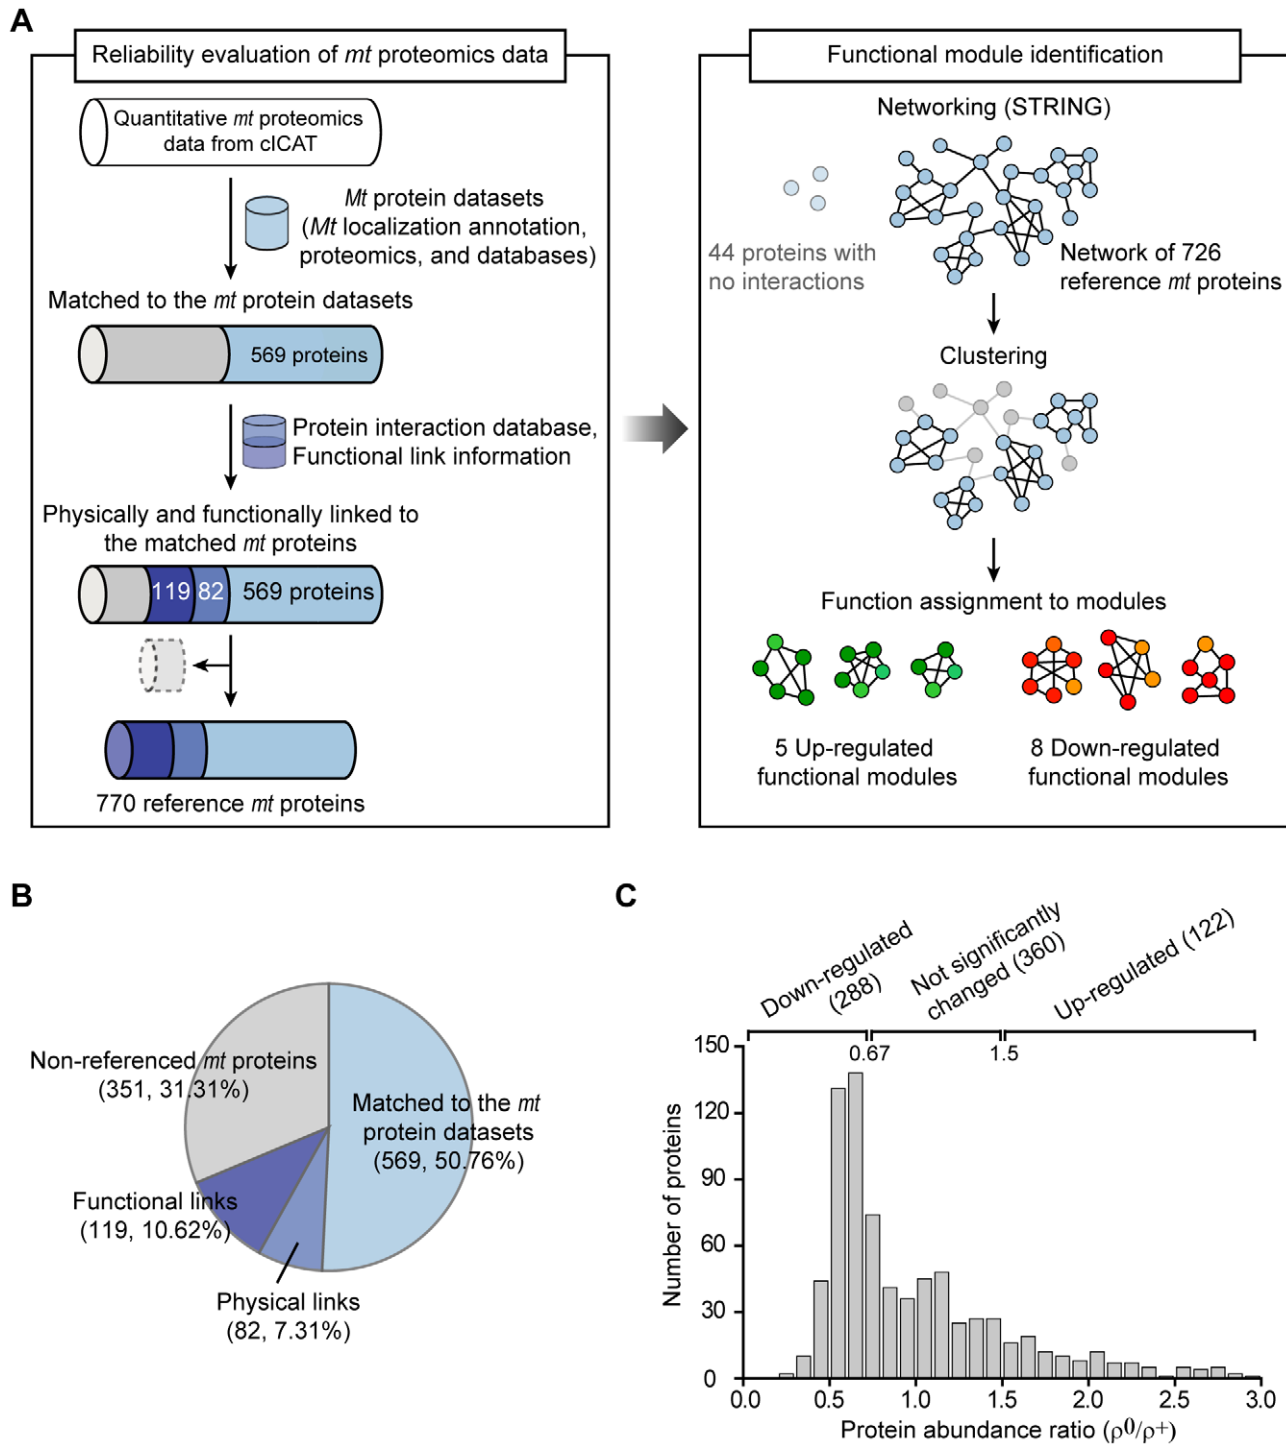 A
Reliability evaluation of mt proteomics data
Quantitative mt proteomics
data from cICAT
Mt protein datasets
(Mt localization annotation,
proteomics, and databases)
Matched to the mt protein datasets
569 proteins
Protein interaction database,
Functional link information
Physically and functionally linked to
the matched mt proteins
119 82 569 proteins
770 reference mt proteins
Functional module identification
Networking (STRING)
44 proteins with
no interactions
Network of 726
reference mt proteins
Clustering
Function assignment to modules
5 Up-regulated
functional modules
8 Down-regulated
functional modules
B
Non-referenced mt proteins
(351, 31.31%)
Matched to the mt
protein datasets
(569, 50.76%)
Functional links
(119, 10.62%)
Physical links
(82, 7.31%)
C
Down-regulated
(288)
Not significantly
changed (360)
Up-regulated (122)
0.67
1.5
150
120
90
60
30
0
Number of proteins
0.0 0.5 1.0 1.5 2.0 2.5 3.0
Protein abundance ratio (ρ⁰/ρ⁺)